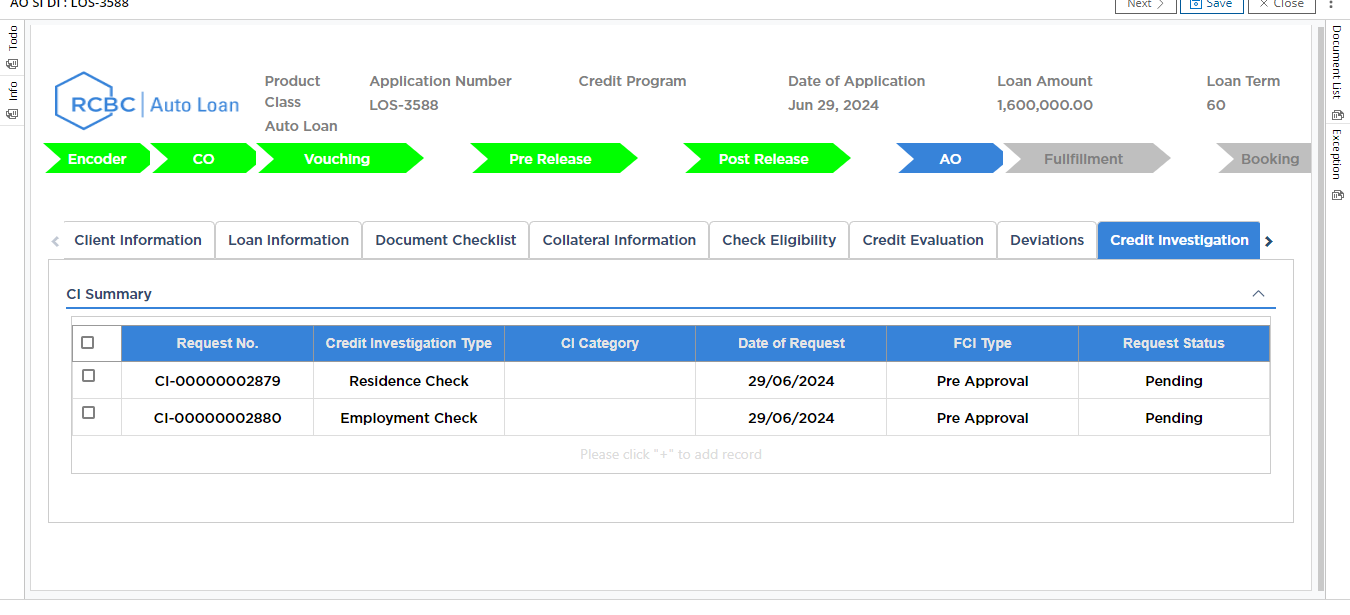 AO SI DI : LOS-3588
Next
Save
Close
Todo
Info
Document List
Exception
RCBC Auto Loan
Product Class
Auto Loan
Application Number
LOS-3588
Credit Program
Date of Application
Jun 29, 2024
Loan Amount
1,600,000.00
Loan Term
60
Encoder
CO
Vouching
Pre Release
Post Release
AO
Fullfillment
Booking
Client Information
Loan Information
Document Checklist
Collateral Information
Check Eligibility
Credit Evaluation
Deviations
Credit Investigation
CI Summary
Request No. Credit Investigation Type CI Category Date of Request FCI Type Request Status
CI-00000002879 Residence Check 29/06/2024 Pre Approval Pending
CI-00000002880 Employment Check 29/06/2024 Pre Approval Pending
Please click "+" to add record